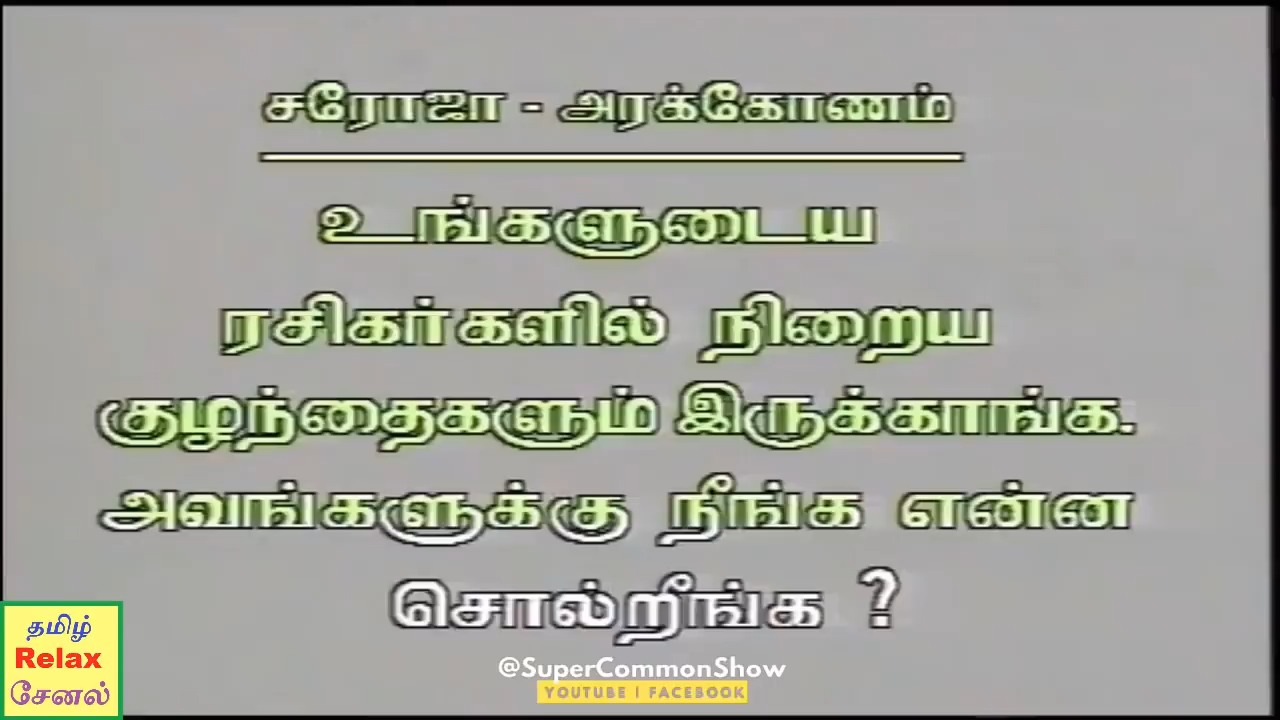 சரோஜா - அரக்கோணம்
உங்களுடைய
ரசிகர்களில் நிறைய
குழந்தைகளும் இருக்காங்க.
அவங்களுக்கு நீங்க என்ன
சொல்றீங்க ?
@SuperCommonShow
YOUTUBE | FACEBOOK
தமிழ்
Relax
சேனல்